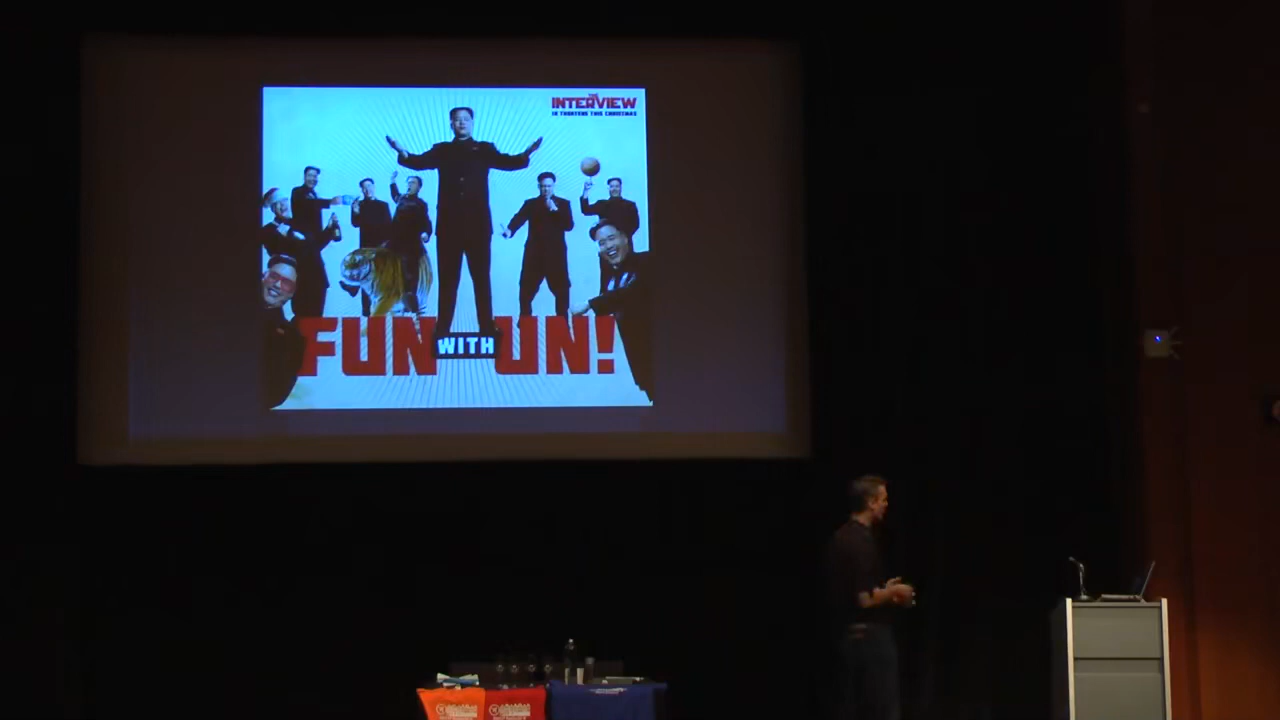 THE
INTERVIEW
IN THEATERS THIS CHRISTMAS
FUN WITH UN!